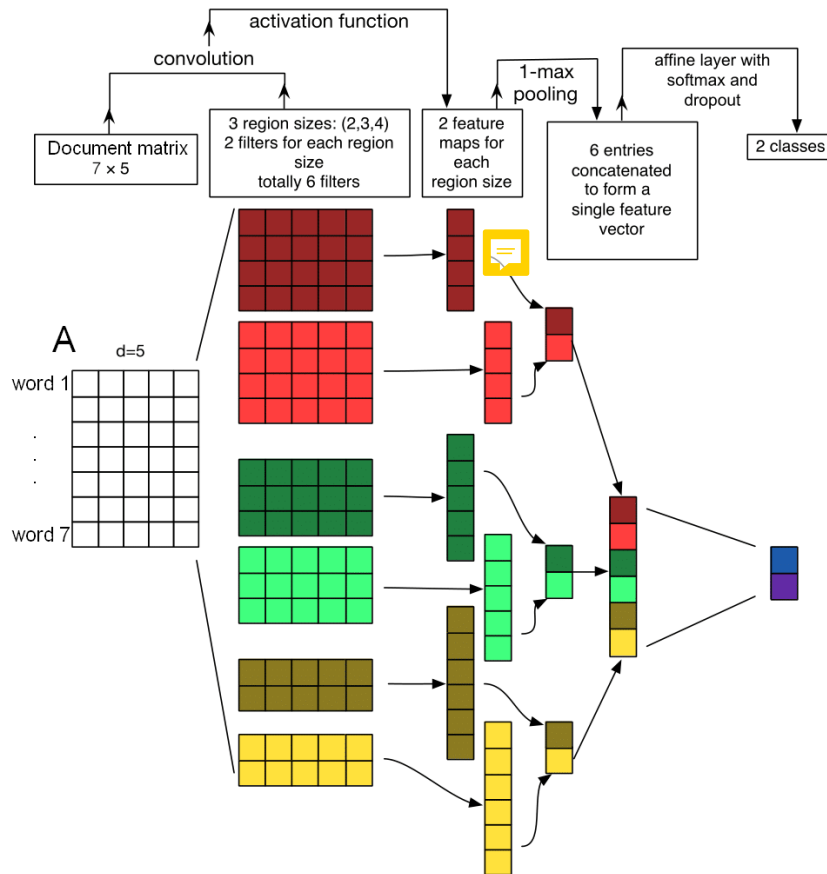 activation function
convolution
1-max
pooling
affine layer with
softmax and
dropout
Document matrix
7 × 5
3 region sizes: (2,3,4)
2 filters for each region
size
totally 6 filters
2 feature
maps for
each
region size
6 entries
concatenated
to form a
single feature
vector
2 classes
A
d=5
word 1
.
.
.
word 7